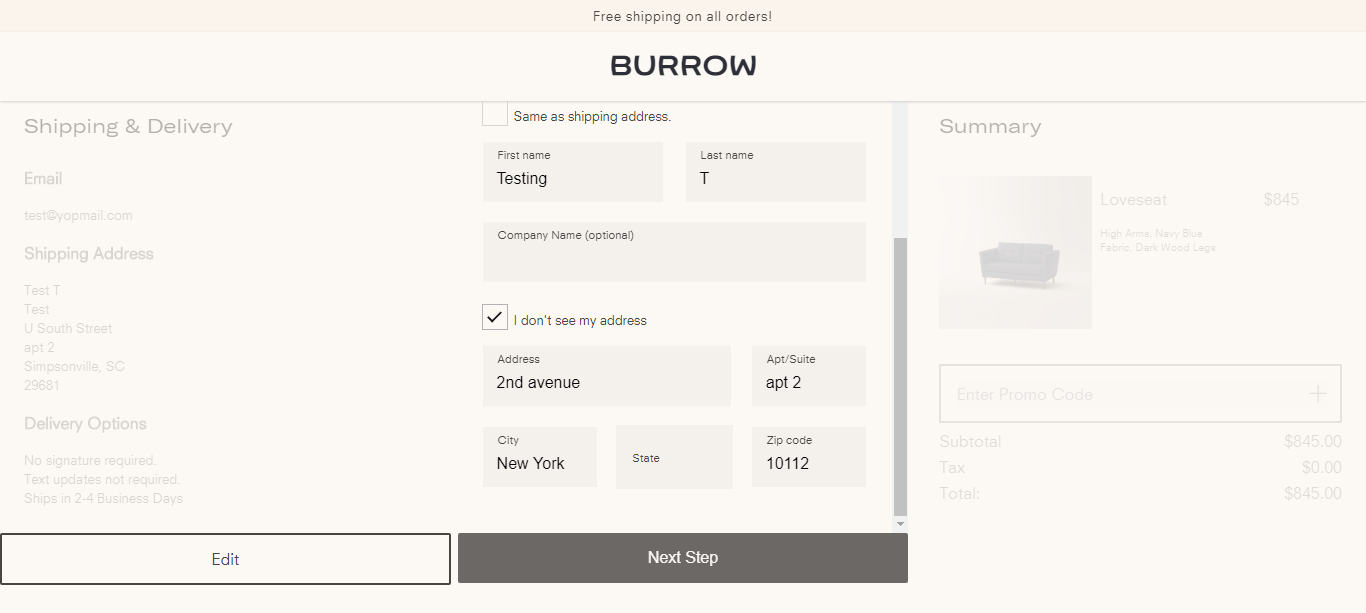 Free shipping on all orders!
BURROW
Shipping & Delivery
Email
test@yopmail.com
Shipping Address
Test T
Test
U South Street
apt 2
Simpsonville, SC
29681
Delivery Options
No signature required.
Text updates not required.
Ships in 2-4 Business Days
Edit
Same as shipping address.
First name
Testing
Last name
T
Company Name (optional)
I don't see my address
Address
2nd avenue
Apt/Suite
apt 2
City
New York
State
Zip code
10112
Next Step
Summary
Loveseat $845
High Arms, Navy Blue
Fabric, Dark Wood Legs
Enter Promo Code
Subtotal $845.00
Tax $0.00
Total: $845.00